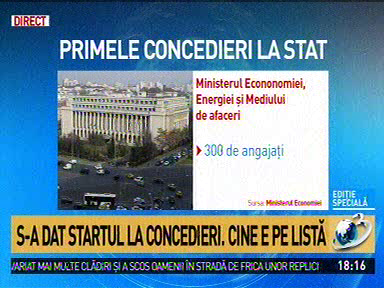 DIRECT
PRIMELE CONCEDIERI LA STAT
Ministerul Econonomiei,
Energiei și Mediului
de afaceri
300 de angajați
Sursa: Ministerul Economiei
EDIȚIE
SPECIALĂ
S-A DAT STARTUL LA CONCEDIERI. CINE E PE LISTĂ
VARIAT MAI MULTE CLĂDIRI ȘI A SCOS OAMENII ÎN STRADĂ DE FRICA UNOR REPLICI
18:16